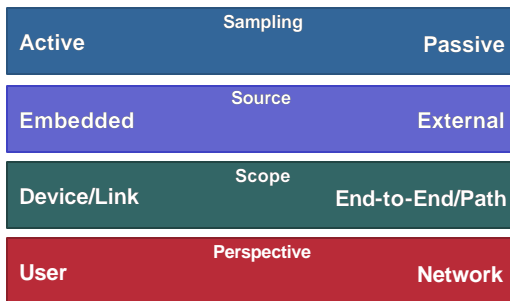 Sampling
Active Passive
Source
Embedded External
Scope
Device/Link End-to-End/Path
Perspective
User Network